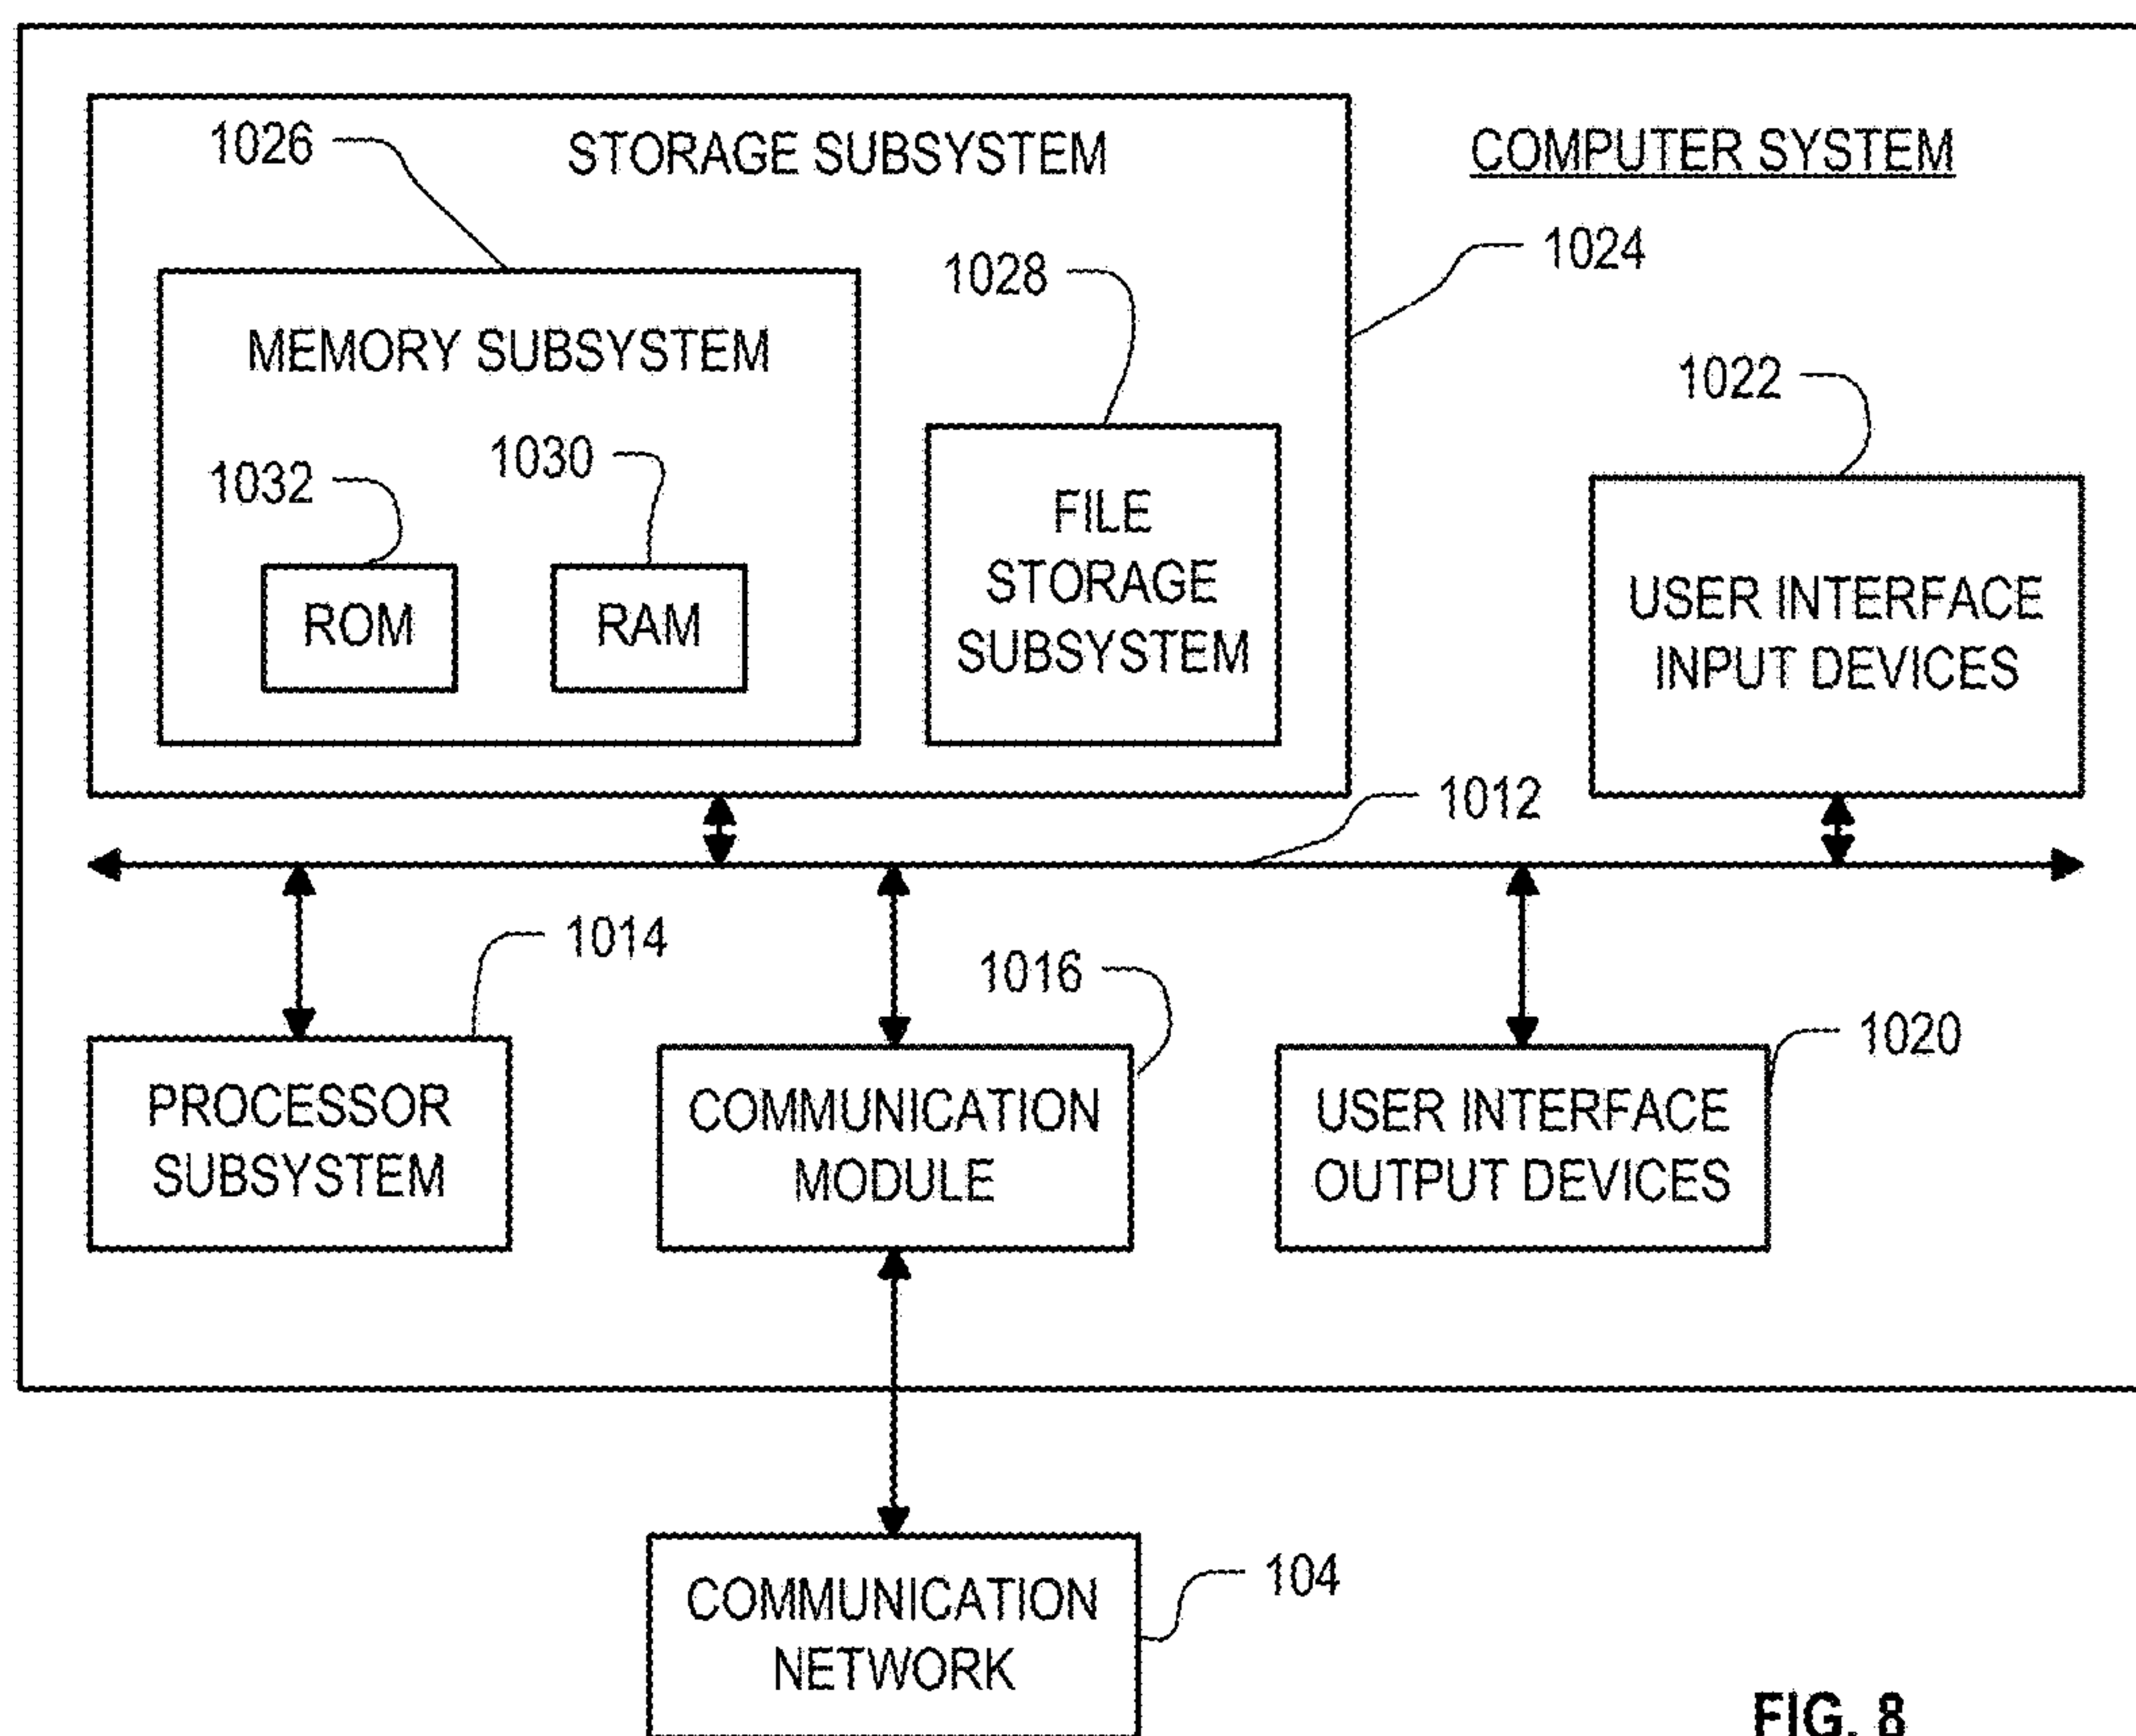 1026
STORAGE SUBSYSTEM
COMPUTER SYSTEM
1024
1028
MEMORY SUBSYSTEM
1022
1032
1030
ROM
RAM
FILE
STORAGE
SUBSYSTEM
USER INTERFACE
INPUT DEVICES
1012
1014
1016
1020
PROCESSOR
SUBSYSTEM
COMMUNICATION
MODULE
USER INTERFACE
OUTPUT DEVICES
COMMUNICATION
NETWORK
104
FIG. 8